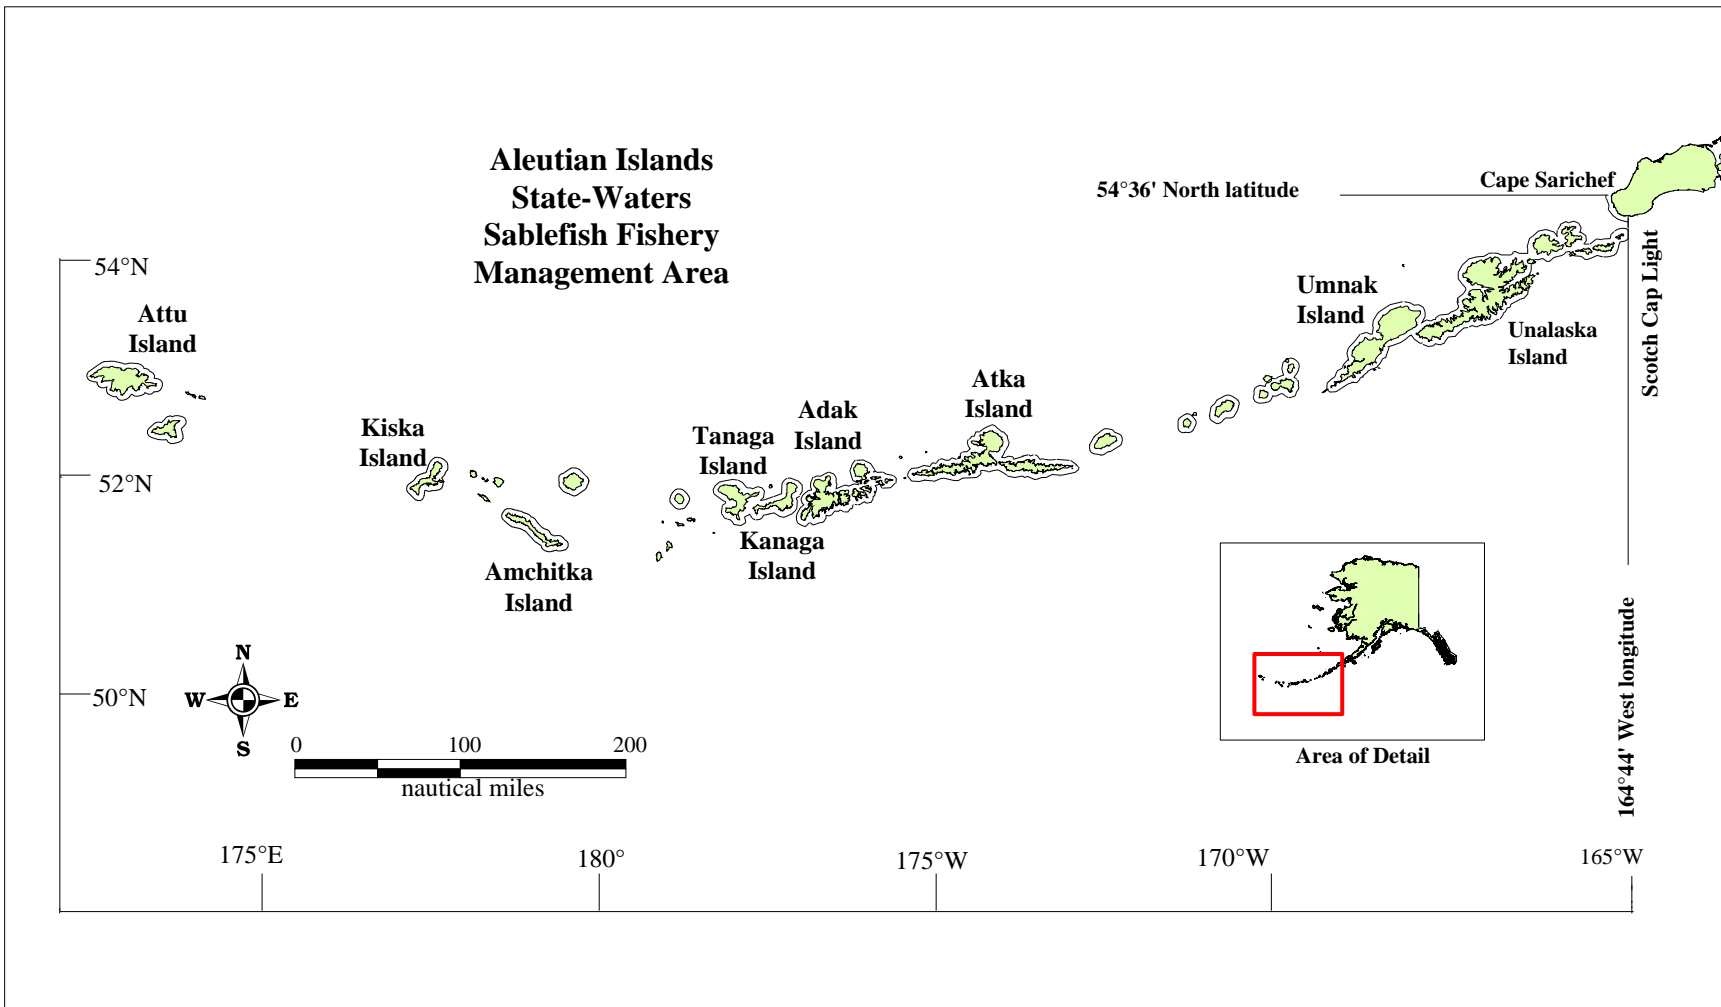 Aleutian Islands
State-Waters
Sablefish Fishery
Management Area
54°36' North latitude
Cape Sarichef
Scotch Cap Light
164°44' West longitude
54°N
52°N
50°N
Attu
Island
Kiska
Island
Amchitka
Island
Tanaga
Island
Kanaga
Island
Adak
Island
Atka
Island
Umnak
Island
Unalaska
Island
N
W
E
S
0 100 200
nautical miles
Area of Detail
175°E 180° 175°W 170°W 165°W